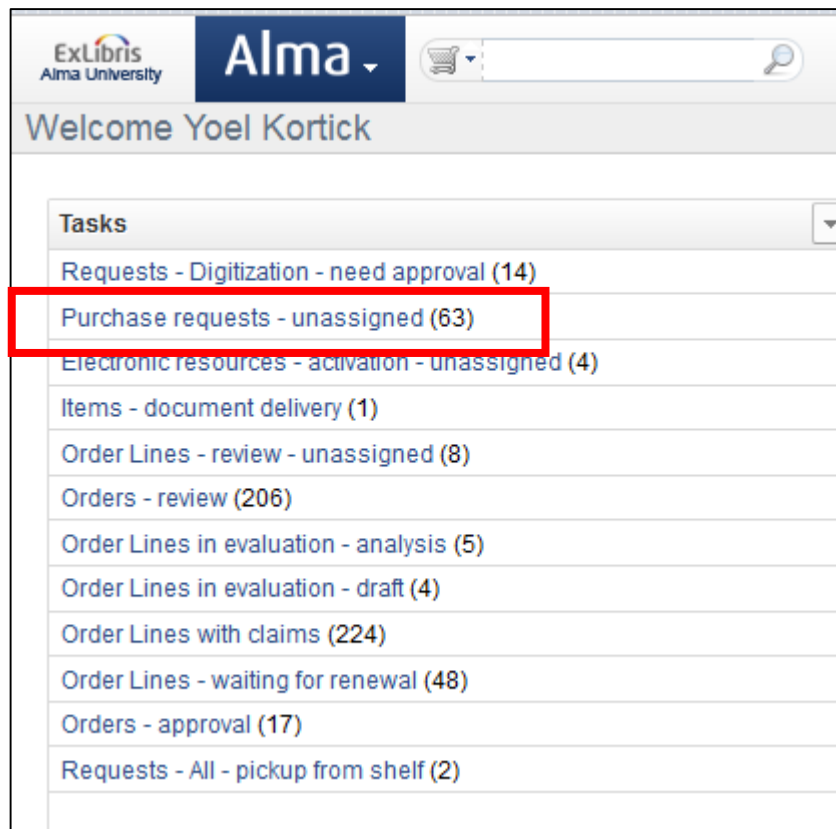 ExLibris
Alma University
Alma
Welcome Yoel Kortick
Tasks
Requests - Digitization - need approval (14)
Purchase requests - unassigned (63)
Electronic resources - activation - unassigned (4)
Items - document delivery (1)
Order Lines - review - unassigned (8)
Orders - review (206)
Order Lines in evaluation - analysis (5)
Order Lines in evaluation - draft (4)
Order Lines with claims (224)
Order Lines - waiting for renewal (48)
Orders - approval (17)
Requests - All - pickup from shelf (2)